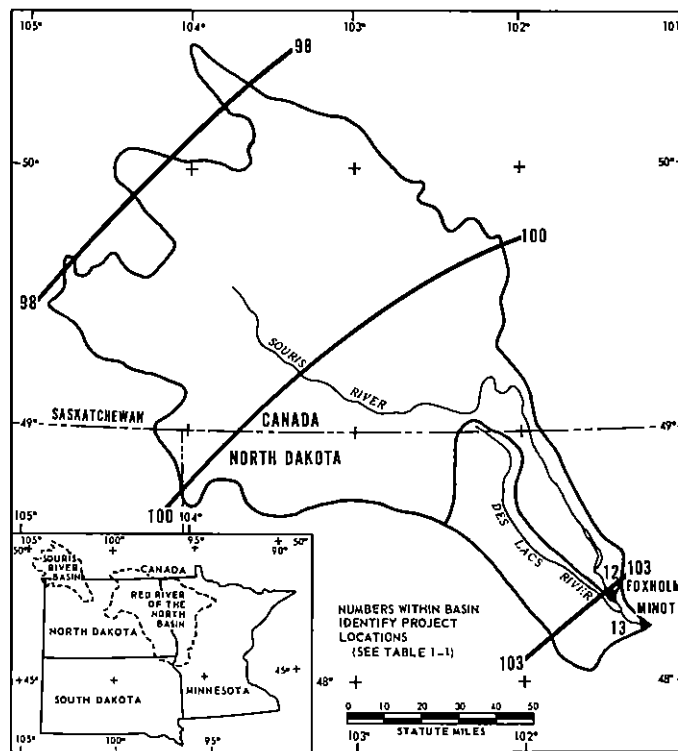 105° 104° 103° 102° 101°
98
50° 50°
100
98
SOURIS
RIVER
49° SASKATCHEWAN CANADA 49°
NORTH DAKOTA
100 104°
105°
DES LACS RIVER
12 103
FOXHOLM
MINOT
13
103
NUMBERS WITHIN BASIN
IDENTIFY PROJECT
LOCATIONS
(SEE TABLE 1-1)
48° 48°
0 10 20 30 40 50
STATUTE MILES
103° 102°
50° 100° 95° 90° 50°
SOURIS
RIVER
BASIN
CANADA
RED RIVER
OF THE
NORTH
BASIN
NORTH DAKOTA
45° MINNESOTA 45°
SOUTH DAKOTA
105° 100° 95°